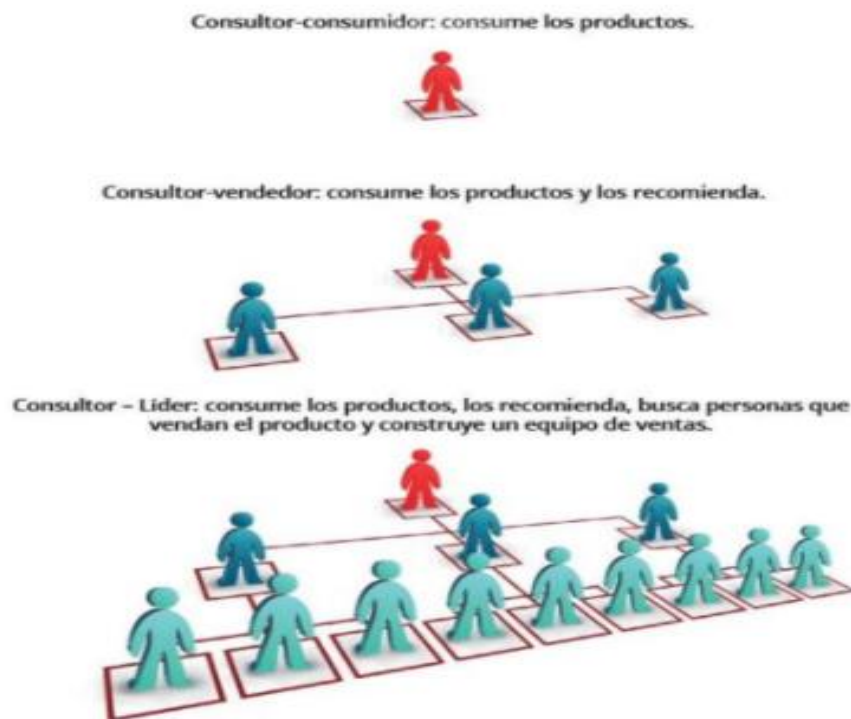 Consultor-consumidor: consume los productos.
Consultor-vendedor: consume los productos y los recomienda.
Consultor – Líder: consume los productos, los recomienda, busca personas que
vendan el producto y construye un equipo de ventas.